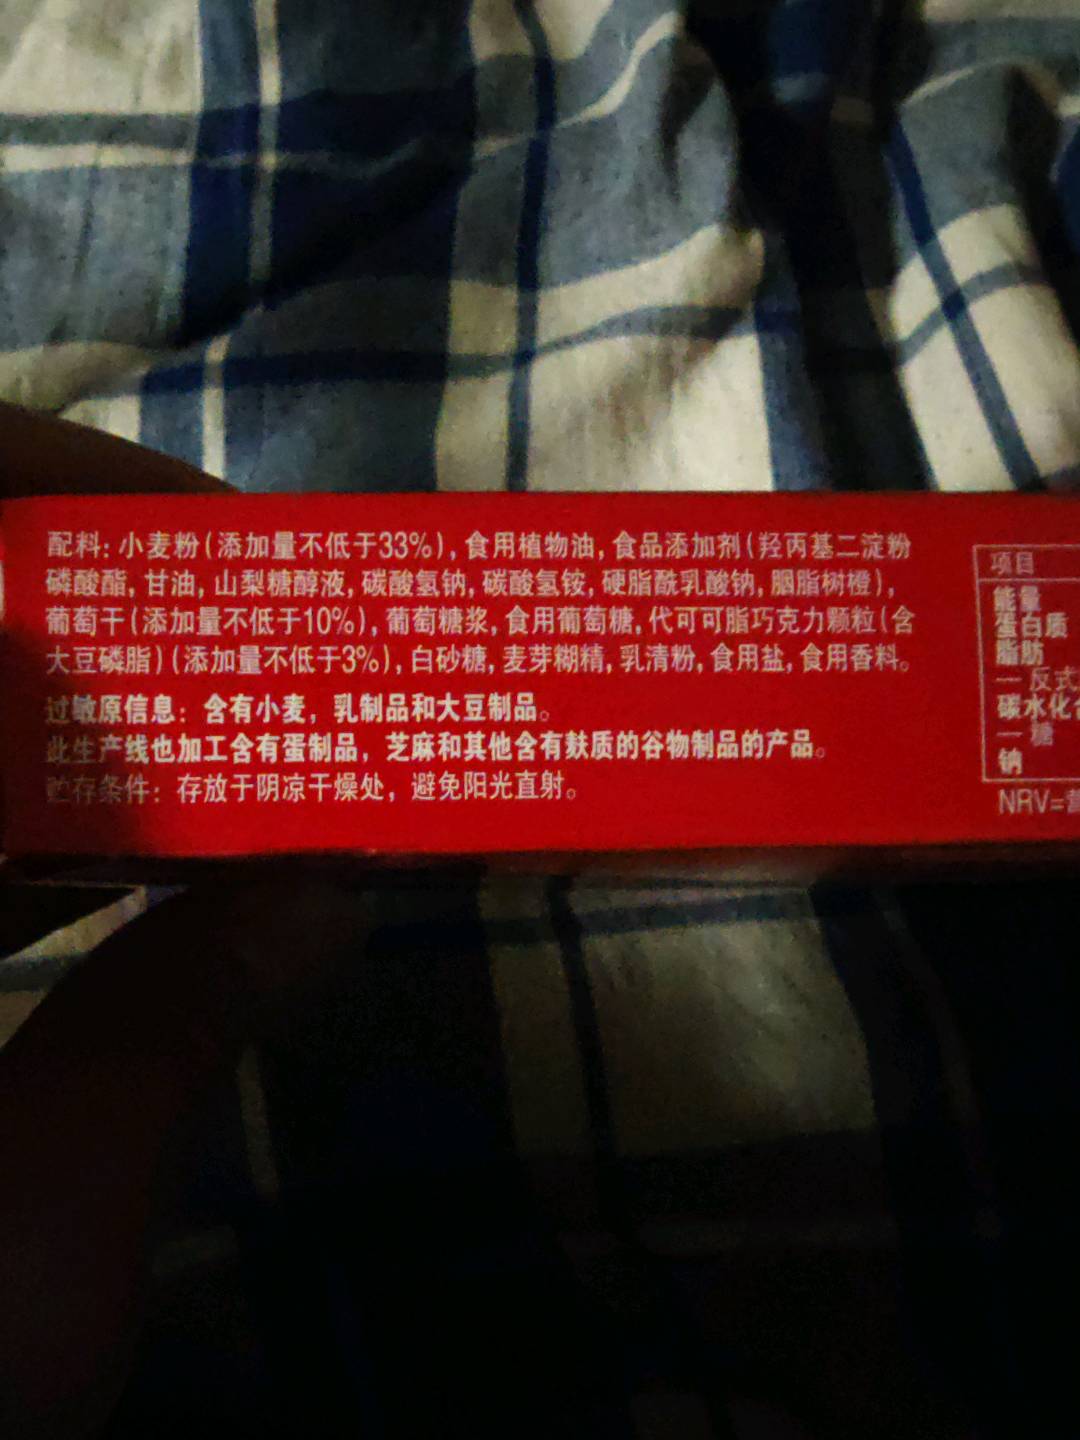 配料: 小麦粉(添加量不低于33%), 食用植物油, 食品添加剂(羟丙基二淀粉
磷酸酯, 甘油, 山梨糖醇液, 碳酸氢钠, 碳酸氢铵, 硬脂酰乳酸钠, 胭脂树橙),
葡萄干(添加量不低于10%), 葡萄糖浆, 食用葡萄糖, 代可可脂巧克力颗粒(含
大豆磷脂)(添加量不低于3%), 白砂糖, 麦芽糊精, 乳清粉, 食用盐, 食用香料。
过敏原信息: 含有小麦, 乳制品和大豆制品。
此生产线也加工含有蛋制品, 芝麻和其他含有麸质的谷物制品的产品。
贮存条件: 存放于阴凉干燥处, 避免阳光直射。
项目
能量
蛋白质
脂肪
一反式
碳水化合
一糖
钠
NRV=营